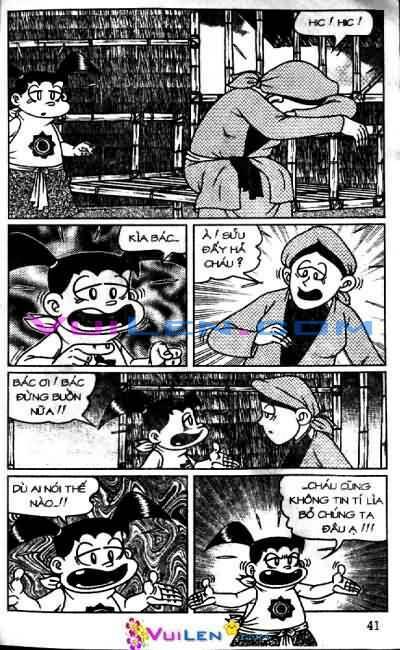 HIC! HIC!
KÌA BÁC...
À! SỬU
ĐẤY HẢ
CHÁU?
VuiLen.com
BÁC ƠI! BÁC
ĐỪNG BUỒN
NỮA!!
DÙ AI NÓI THẾ
NÀO...!!
...CHÁU CŨNG
KHÔNG TIN TÍ LÌA
BỎ CHÚNG TA
ĐÂU Ạ!!!
41
VuiLen